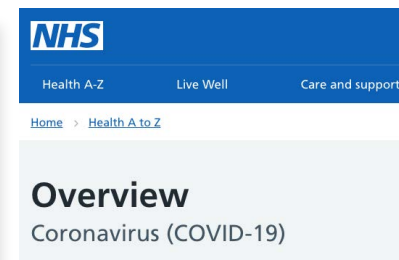 NHS
Health A-Z Live Well Care and support
Home > Health A to Z
Overview
Coronavirus (COVID-19)